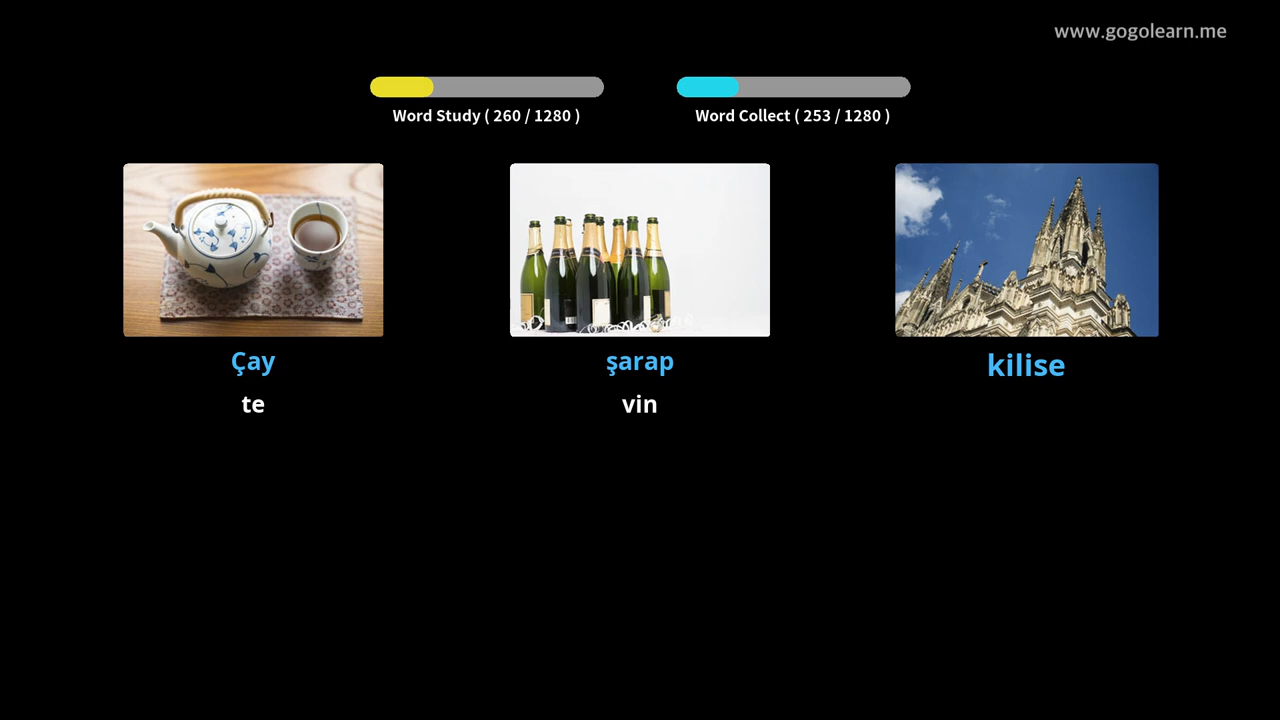 www.gogolearn.me
Word Study ( 260 / 1280 )
Word Collect ( 253 / 1280 )
Çay
te
şarap
vin
kilise